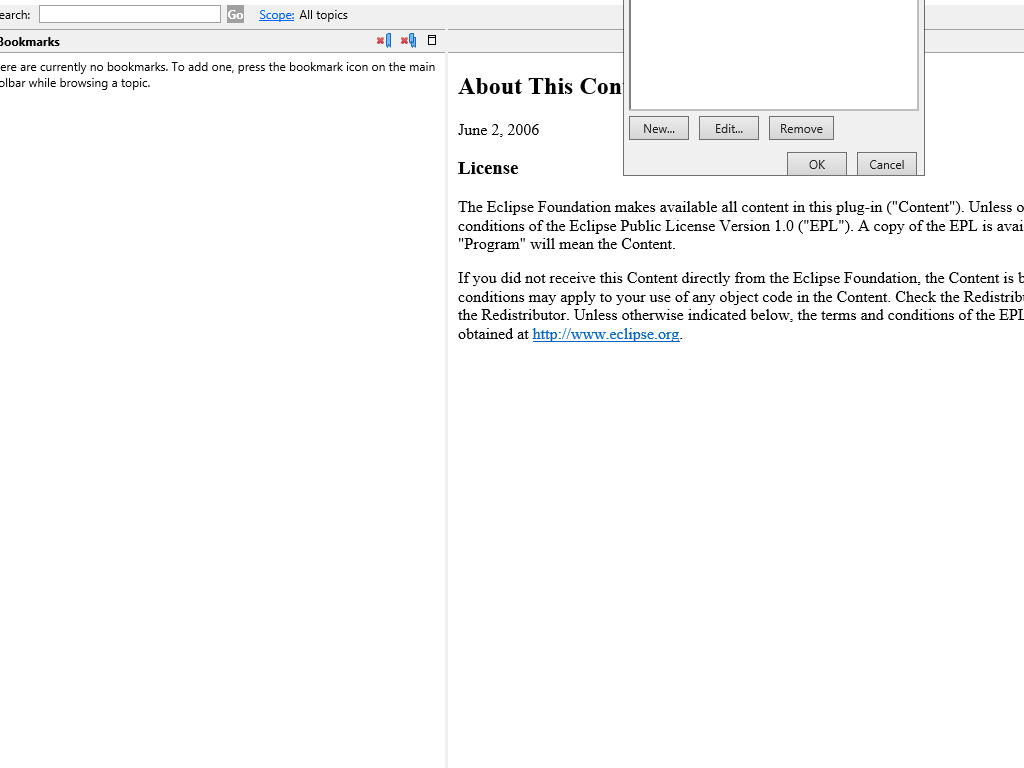 earch: Go Scope: All topics
Bookmarks
ere are currently no bookmarks. To add one, press the bookmark icon on the main
olbar while browsing a topic.
About This Con
June 2, 2006
License
The Eclipse Foundation makes available all content in this plug-in ("Content"). Unless o
conditions of the Eclipse Public License Version 1.0 ("EPL"). A copy of the EPL is avai
"Program" will mean the Content.
If you did not receive this Content directly from the Eclipse Foundation, the Content is b
conditions may apply to your use of any object code in the Content. Check the Redistrib
the Redistributor. Unless otherwise indicated below, the terms and conditions of the EPL
obtained at http://www.eclipse.org.
New... Edit... Remove
OK Cancel